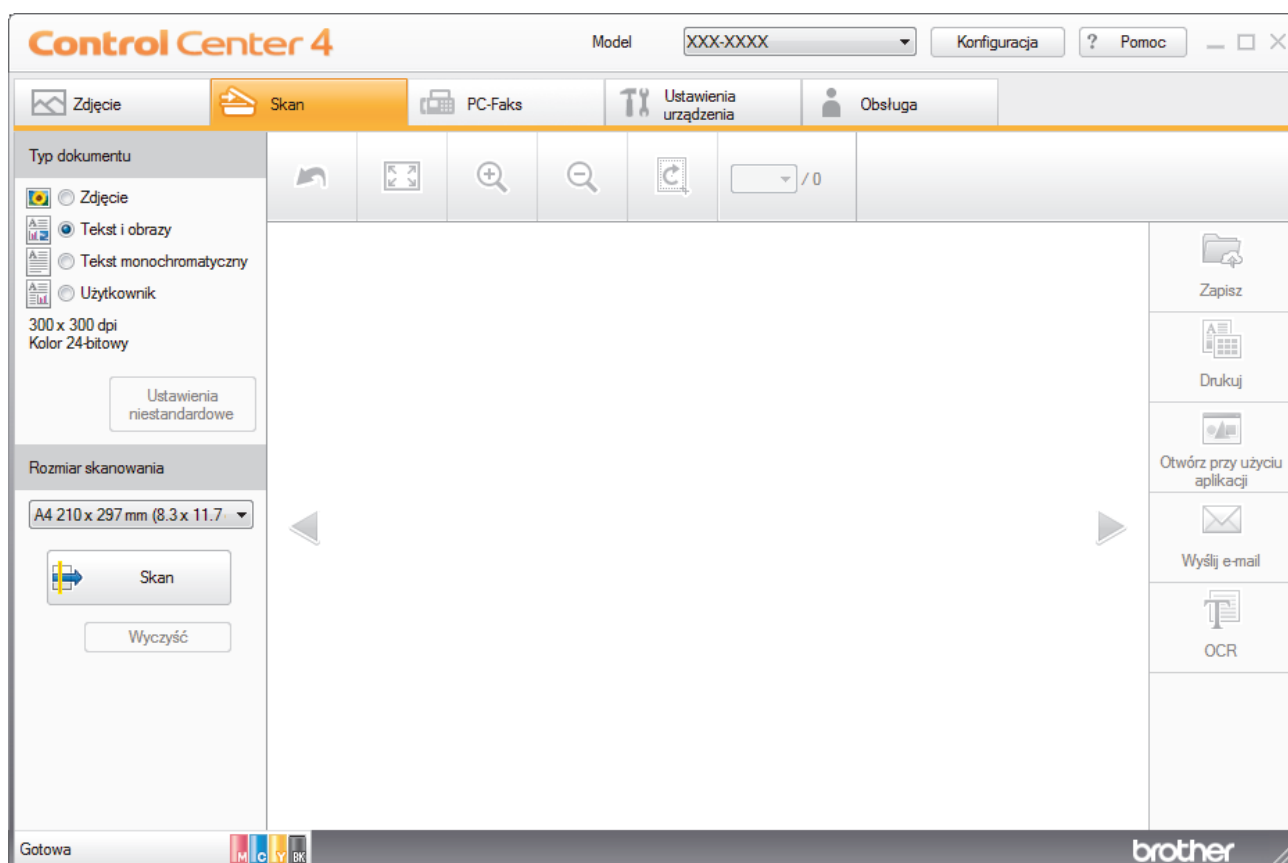 Control Center 4
Model
XXX-XXXX
Konfiguracja
? Pomoc
Zdjęcie
Skan
PC-Faks
Ustawienia
urządzenia
Obsługa
Typ dokumentu
Zdjęcie
Tekst i obrazy
Tekst monochromatyczny
Użytkownik
300 x 300 dpi
Kolor 24-bitowy
Ustawienia
niestandardowe
/ 0
Rozmiar skanowania
A4 210 x 297 mm (8.3 x 11.7
Skan
Wyczyść
Zapisz
Drukuj
Otwórz przy użyciu
aplikacji
Wyślij e-mail
OCR
Gotowa
M C Y BK
brother